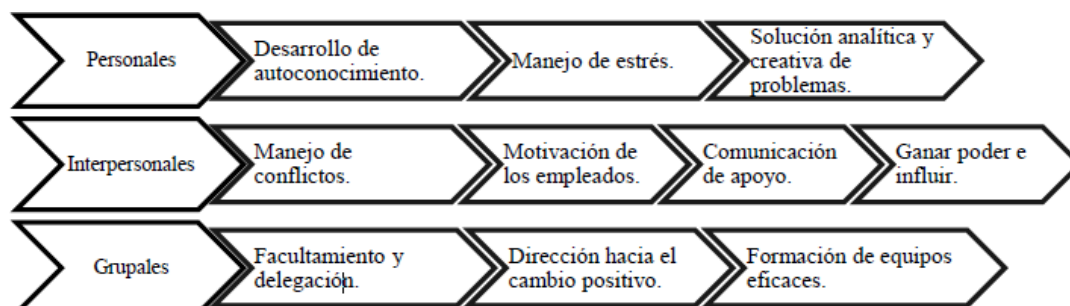 Personales
Desarrollo de
autoconocimiento.
Manejo de estrés.
Solución analítica y
creativa de
problemas.
Interpersonales
Manejo de
conflictos.
Motivación de
los empleados.
Comunicación
de apoyo.
Ganar poder e
influir.
Grupales
Facultamiento y
delegación.
Dirección hacia el
cambio positivo.
Formación de equipos
eficaces.